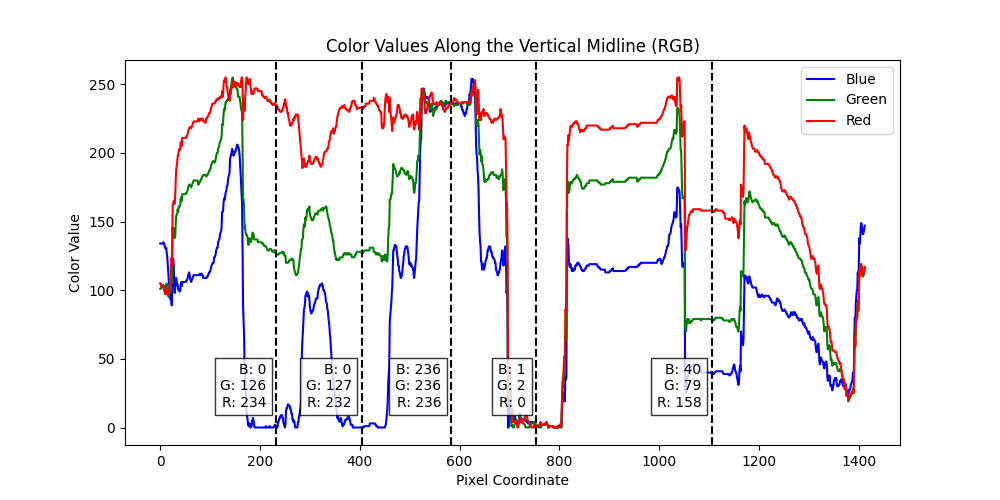 Color Values Along the Vertical Midline (RGB)
Color Value
250
200
150
100
50
0
Blue
Green
Red
B: 0
G: 126
R: 234
B: 0
G: 127
R: 232
B: 236
G: 236
R: 236
B: 1
G: 2
R: 0
B: 40
G: 79
R: 158
0 200 400 600 800 1000 1200 1400
Pixel Coordinate